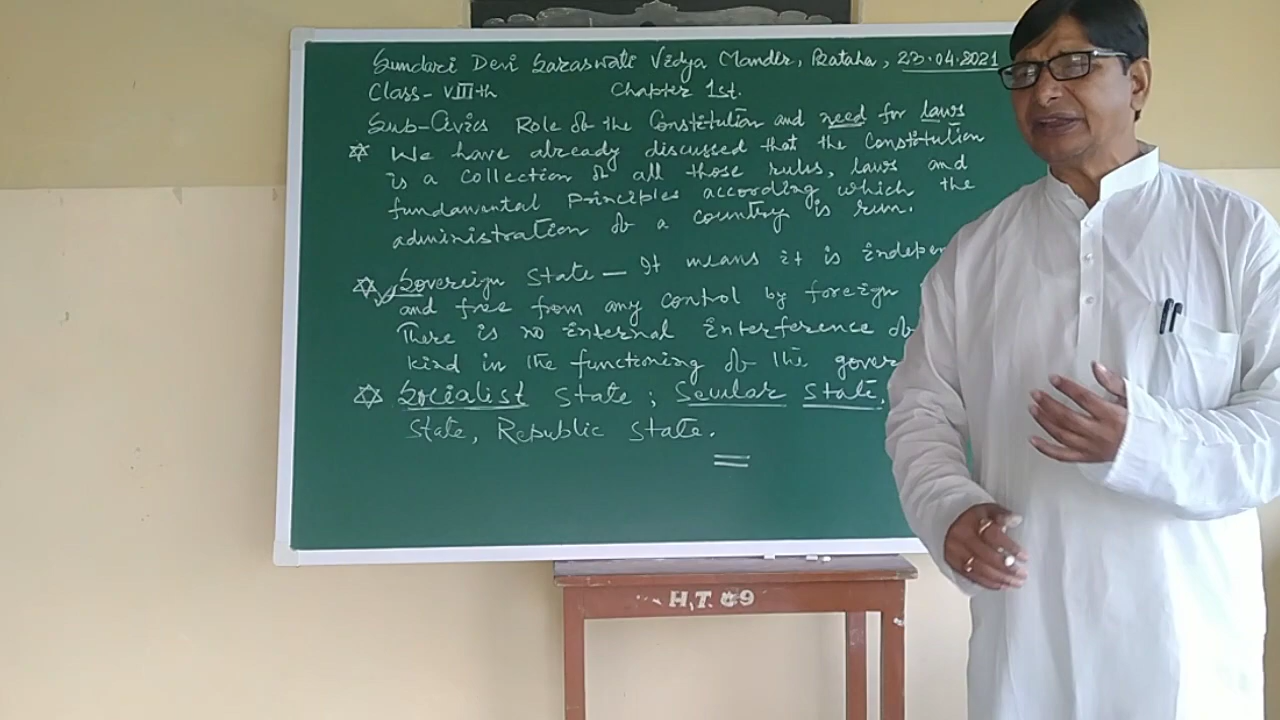 Sundari Devi Saraswati Vidya Mandir, Bataha, 23.04.2021
Class- VIIIth Chapter 1st.
Sub-Civics Role of the Constitution and need for laws
We have already discussed that the Constitution
is a collection of all those rules, laws and
fundamental Principles according which the
administration of a country is run.
Sovereign State — It means it is indepen
and free from any control by foreign
There is no internal interference of
kind in the functioning of the gover
Socialist State ; Secular State,
State, Republic State.
H.T. 09